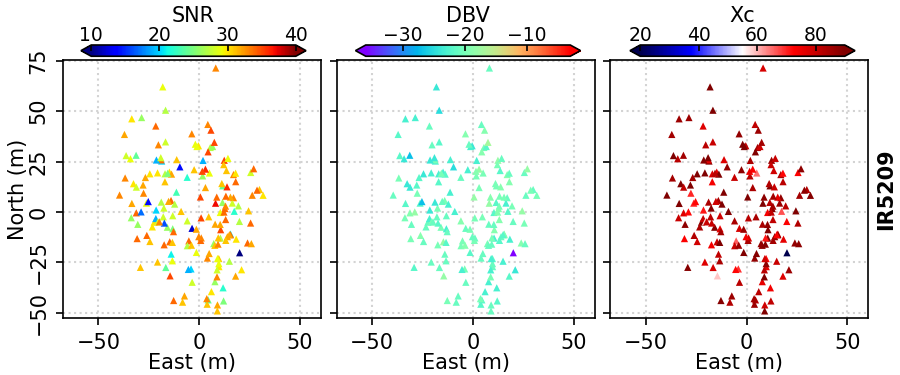 SNR DBV Xc
10 20 30 40 −30 −20 −10 20 40 60 80
75
50
25
0
−25
−50
North (m)
IR5209
−50 0 50 −50 0 50 −50 0 50
East (m) East (m) East (m)